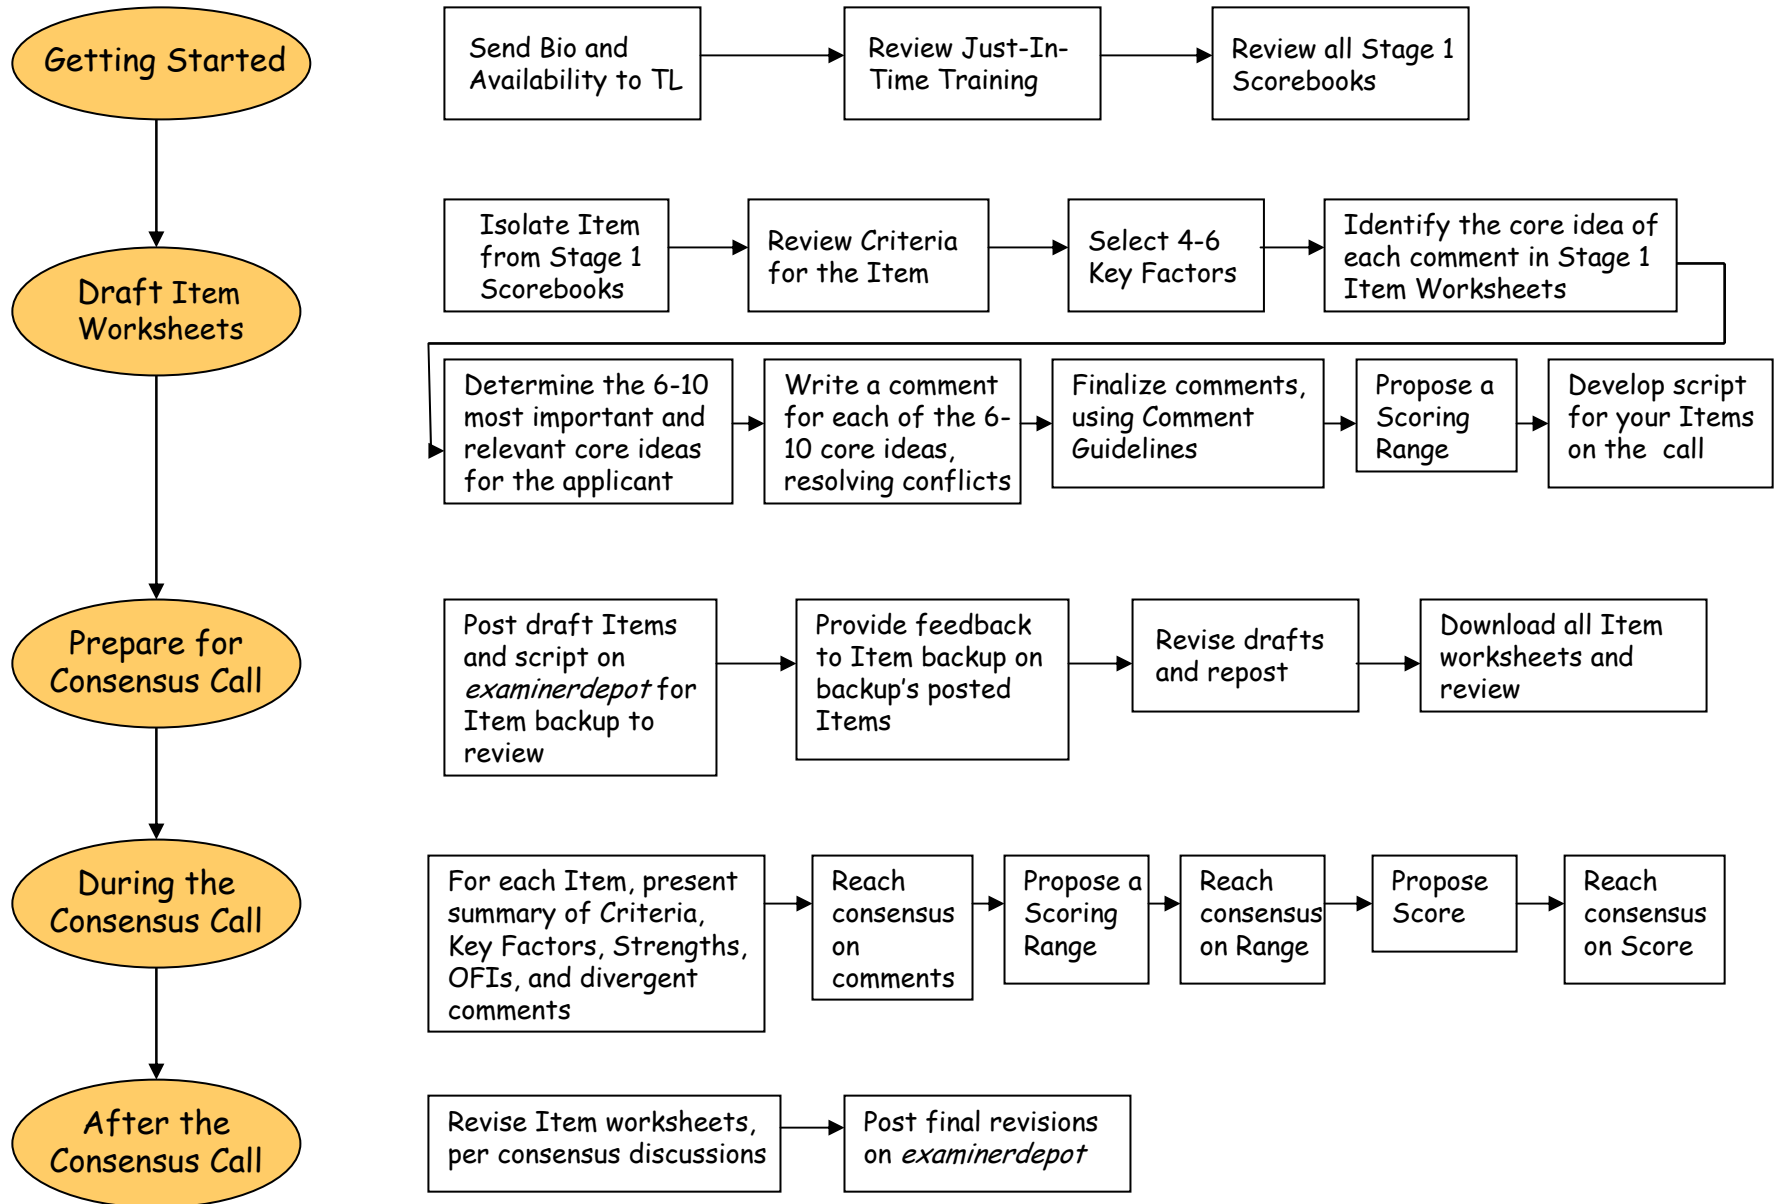 Getting Started
Send Bio and
Availability to TL
Review Just-In-
Time Training
Review all Stage 1
Scorebooks
Draft Item
Worksheets
Isolate Item
from Stage 1
Scorebooks
Review Criteria
for the Item
Select 4-6
Key Factors
Identify the core idea of
each comment in Stage 1
Item Worksheets
Determine the 6-10
most important and
relevant core ideas
for the applicant
Write a comment
for each of the 6-
10 core ideas,
resolving conflicts
Finalize comments,
using Comment
Guidelines
Propose a
Scoring
Range
Develop script
for your Items
on the call
Prepare for
Consensus Call
Post draft Items
and script on
examinerdepot for
Item backup to
review
Provide feedback
to Item backup on
backup's posted
Items
Revise drafts
and repost
Download all Item
worksheets and
review
During the
Consensus Call
For each Item, present
summary of Criteria,
Key Factors, Strengths,
OFIs, and divergent
comments
Reach
consensus
on
comments
Propose a
Scoring
Range
Reach
consensus
on Range
Propose
Score
Reach
consensus
on Score
After the
Consensus Call
Revise Item worksheets,
per consensus discussions
Post final revisions
on examinerdepot